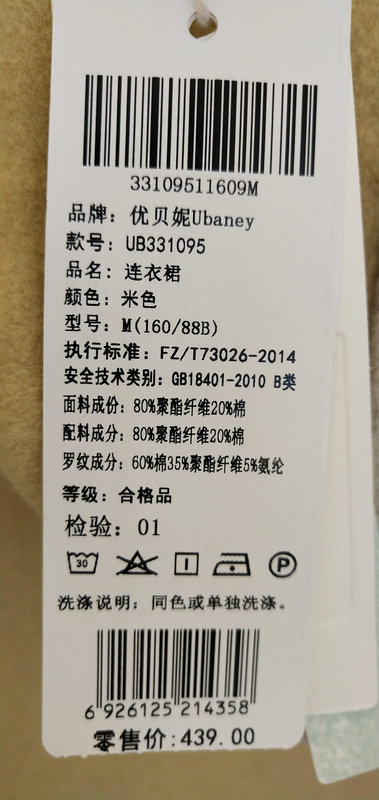 33109511609M
品牌：优贝妮Ubaney
款号：UB331095
品名：连衣裙
颜色：米色
型号：M(160/88B)
执行标准：FZ/T73026-2014
安全技术类别：GB18401-2010 B类
面料成份：80%聚酯纤维20%棉
配料成分：80%聚酯纤维20%棉
罗纹成分：60%棉35%聚酯纤维5%氨纶
等级：合格品
检验：01
30 P
洗涤说明：同色或单独洗涤。
6 926125 214358
零售价:439.00